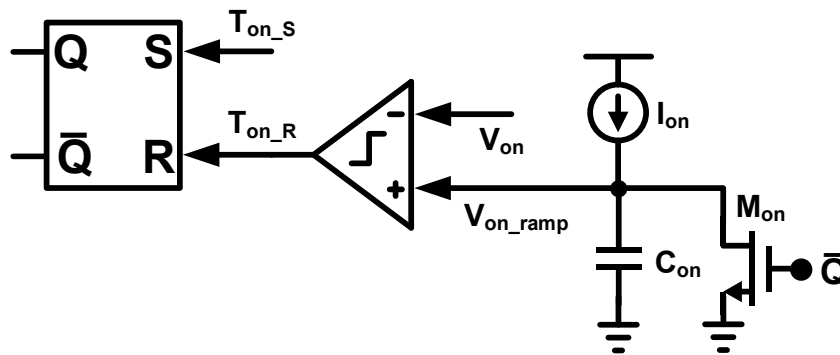 T_on_S
Q S
T_on_R
Q̅ R
-
V_on
+
V_on_ramp
I_on
C_on
M_on
Q̅